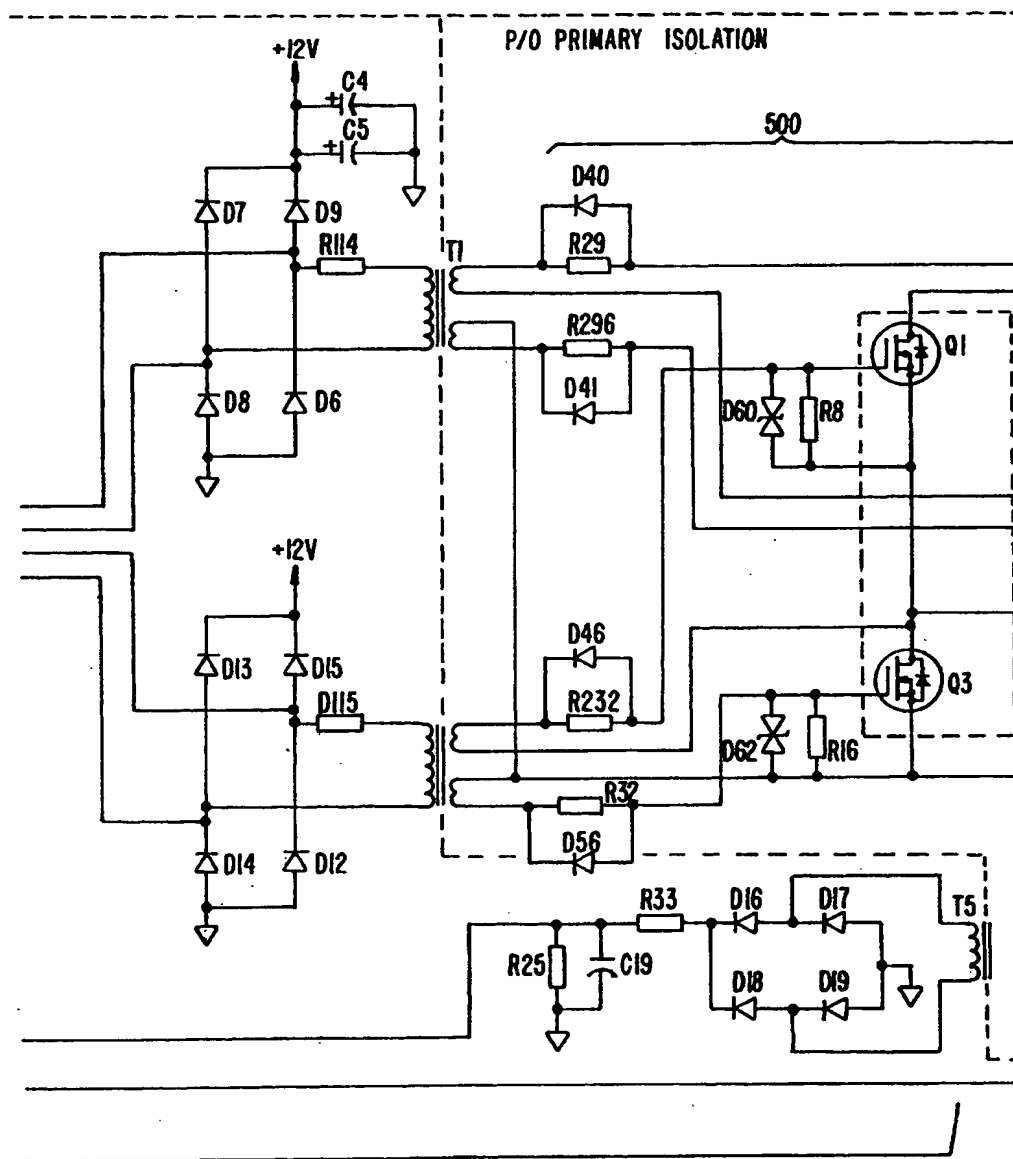 P/O PRIMARY ISOLATION
+12V
C4
C5
500
D40
D7
D9
R114
T1
R29
R296
Q1
D41
D8
D6
D60
R8
+12V
D46
D13
D15
Q3
D115
R232
D62
R16
R32
D56
D14
D12
R33
D16
D17
T5
R25
C19
D18
D19